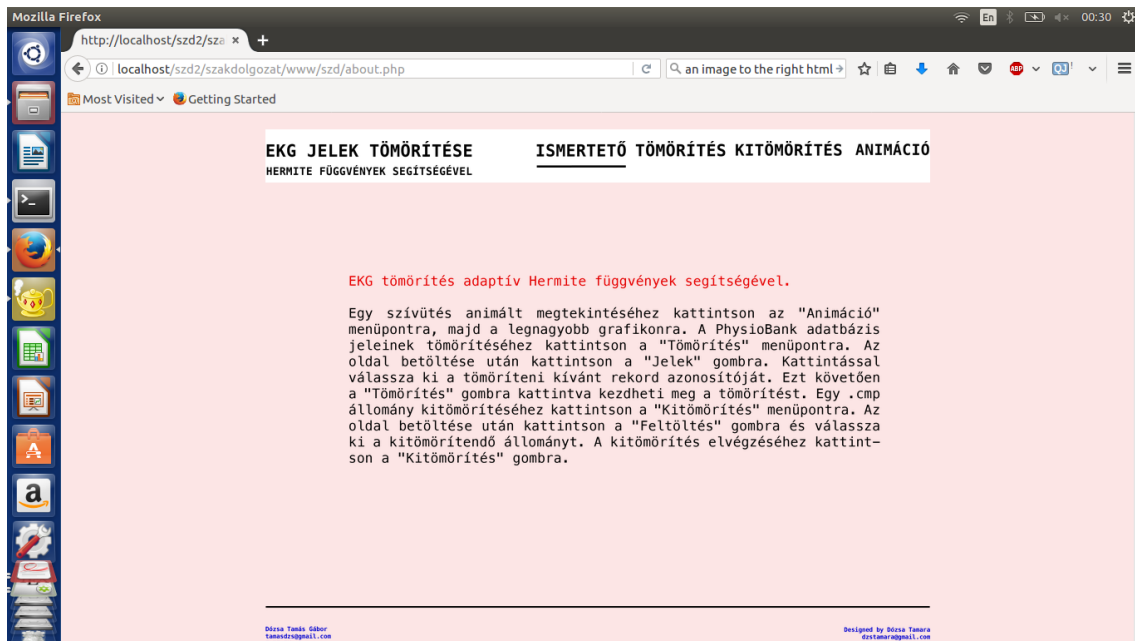 Mozilla Firefox
En
00:30
http://localhost/szd2/sza
localhost/szd2/szakdolgozat/www/szd/about.php
an image to the right html
ABP
QJ
Most Visited
Getting Started
EKG JELEK TÖMÖRÍTÉSE
HERMITE FÜGGVÉNYEK SEGÍTSÉGÉVEL
ISMERTETŐ TÖMÖRÍTÉS KITÖMÖRÍTÉS ANIMÁCIÓ
EKG tömörítés adaptív Hermite függvények segítségével.
Egy szívütés animált megtekintéséhez kattintson az "Animáció"
menüpontra, majd a legnagyobb grafikonra. A PhysioBank adatbázis
jeleinek tömörítéséhez kattintson a "Tömörítés" menüpontra. Az
oldal betöltése után kattintson a "Jelek" gombra. Kattintással
válassza ki a tömöríteni kívánt rekord azonosítóját. Ezt követően
a "Tömörítés" gombra kattintva kezdheti meg a tömörítést. Egy .cmp
állomány kitömörítéséhez kattintson a "Kitömörítés" menüpontra. Az
oldal betöltése után kattintson a "Feltöltés" gombra és válassza
ki a kitömörítendő állományt. A kitömörítés elvégzéséhez kattint-
son a "Kitömörítés" gombra.
Dózsa Tamás Gábor
tamasdzs@gmail.com
Designed by Dózsa Tamara
dzstamara@gmail.com